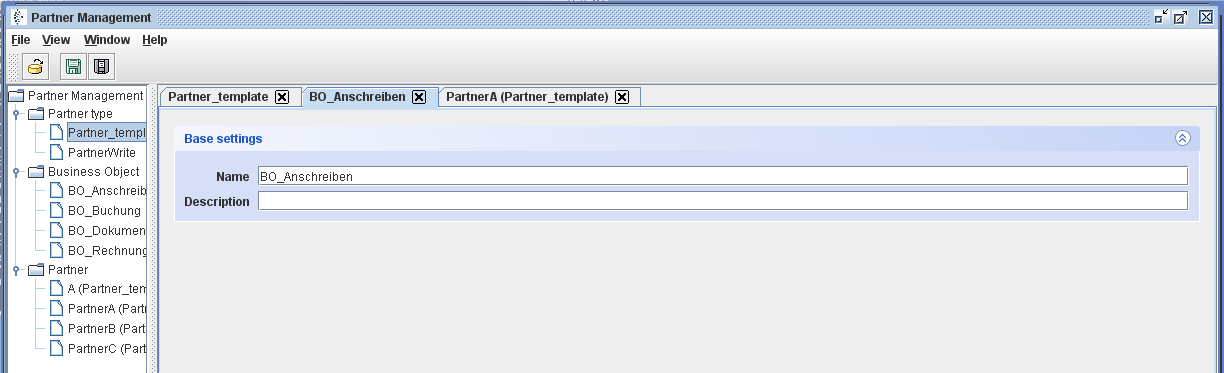 Partner Management
File View Window Help
Partner Management
Partner type
Partner_templ
PartnerWrite
Business Object
BO_Anschreib
BO_Buchung
BO_Dokumen
BO_Rechnung
Partner
A (Partner_tem
PartnerA (Part
PartnerB (Part
PartnerC (Part
Partner_template BO_Anschreiben PartnerA (Partner_template)
Base settings
Name BO_Anschreiben
Description